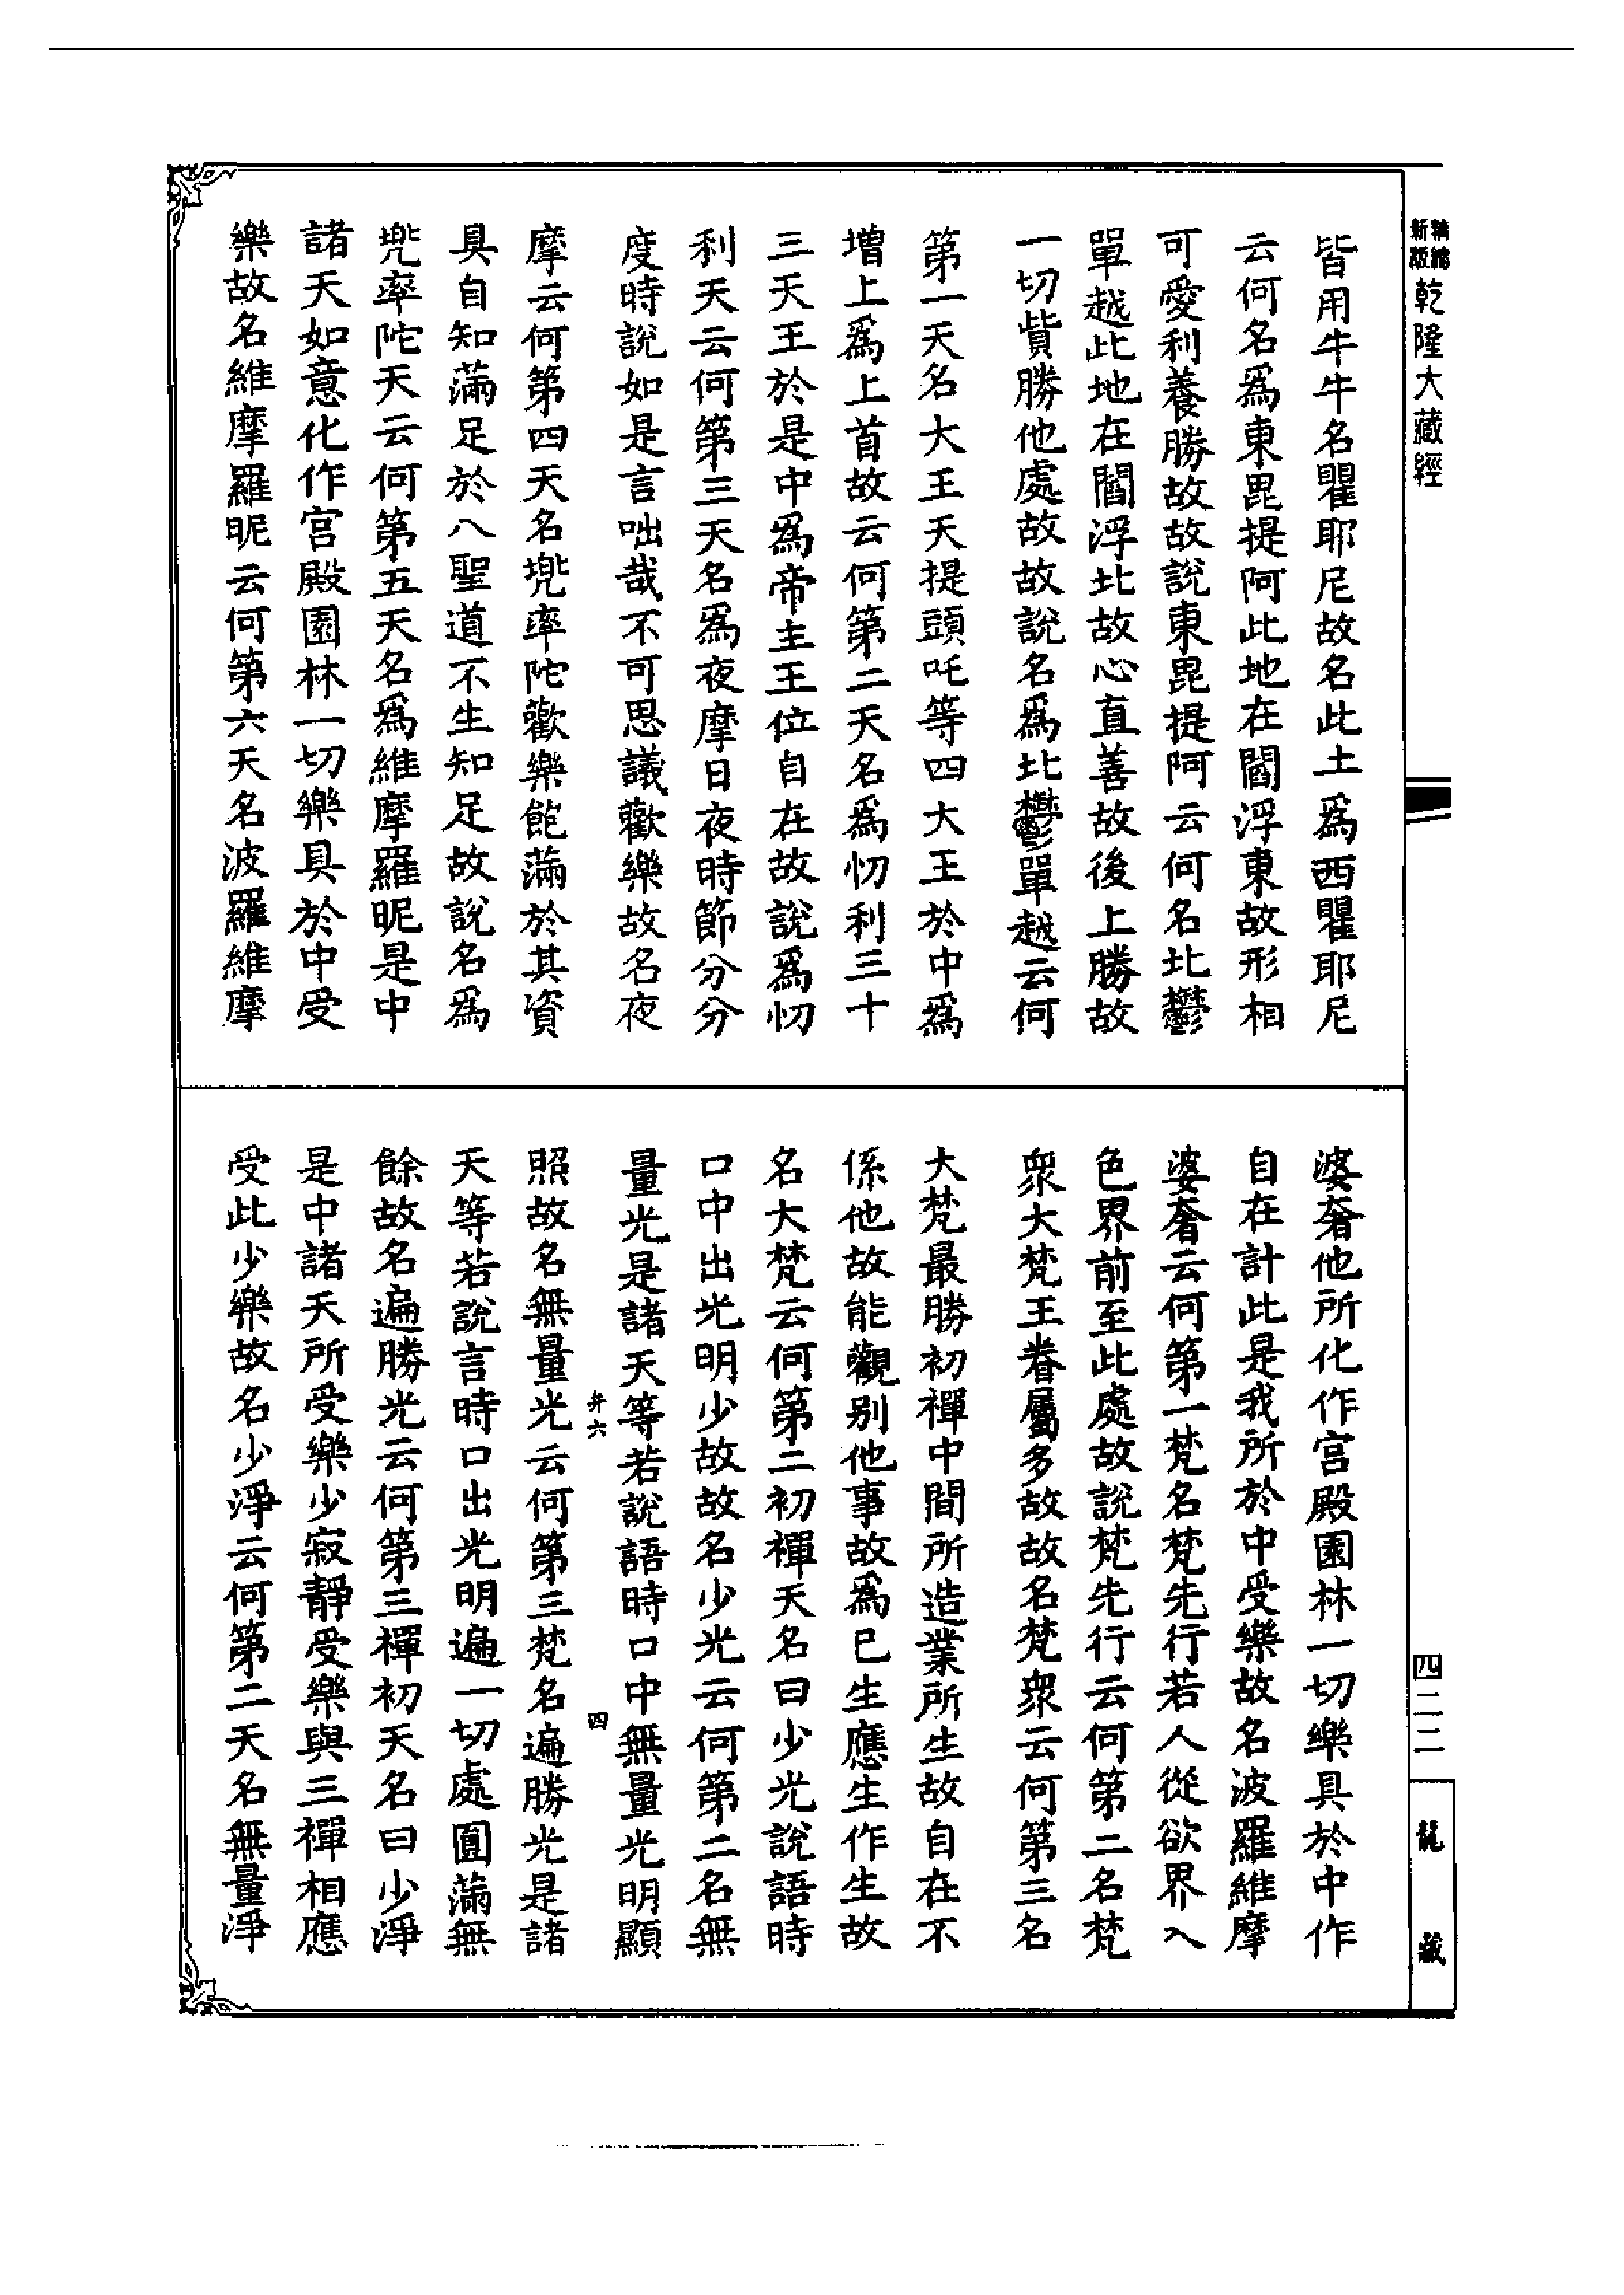 新編
新版
乾隆大藏經
皆用牛牛名瞿耶尼故名此土爲西瞿耶尼
云何名爲東毘提阿此地在閻浮東故形相
可愛利養勝故故說東毘提阿云何名北鬱
單越此地在閻浮北故心直善故後上勝故
一切貲勝他處故故說名爲北鬱單越云何
第一天名大王天提頭吒等四大王於中爲
增上爲上首故云何第二天名爲忉利三十
三天王於是中爲帝主王位自在故說爲忉
利天云何第三天名爲夜摩日夜時節分分
度時說如是言咄哉不可思議歡樂故名夜
摩云何第四天名兜率陀歡樂飽滿於其資
具自知滿足於八聖道不生知足故說名爲
兜率陀天云何第五天名爲維摩羅昵是中
諸天如意化作宮殿園林一切樂具於中受
樂故名維摩羅昵云何第六天名波羅維摩
婆奢他所化作宮殿園林一切樂具於中作
自在計此是我所於中受樂故名波羅維摩
婆奢云何第一梵名梵先行若人從欲界入
色界前至此處故說梵先行云何第二名梵
眾大梵王眷屬多故故名梵眾云何第三名
大梵最勝初禪中間所造業所生故自在不
係他故能觀別他事故爲已生應生作生故
名大梵云何第二初禪天名曰少光說語時
口中出光明少故故名少光云何第二名無
量光是諸天等若說語時口中無量光明顯
弁六
四
照故名無量光云何第三梵名遍勝光是諸
天等若說言時口出光明遍一切處圓滿無
餘故名遍勝光云何第三禪初天名曰少淨
是中諸天所受樂少寂靜受樂與三禪相應
受此少樂故名少淨云何第二天名無量淨
四二二
龍藏